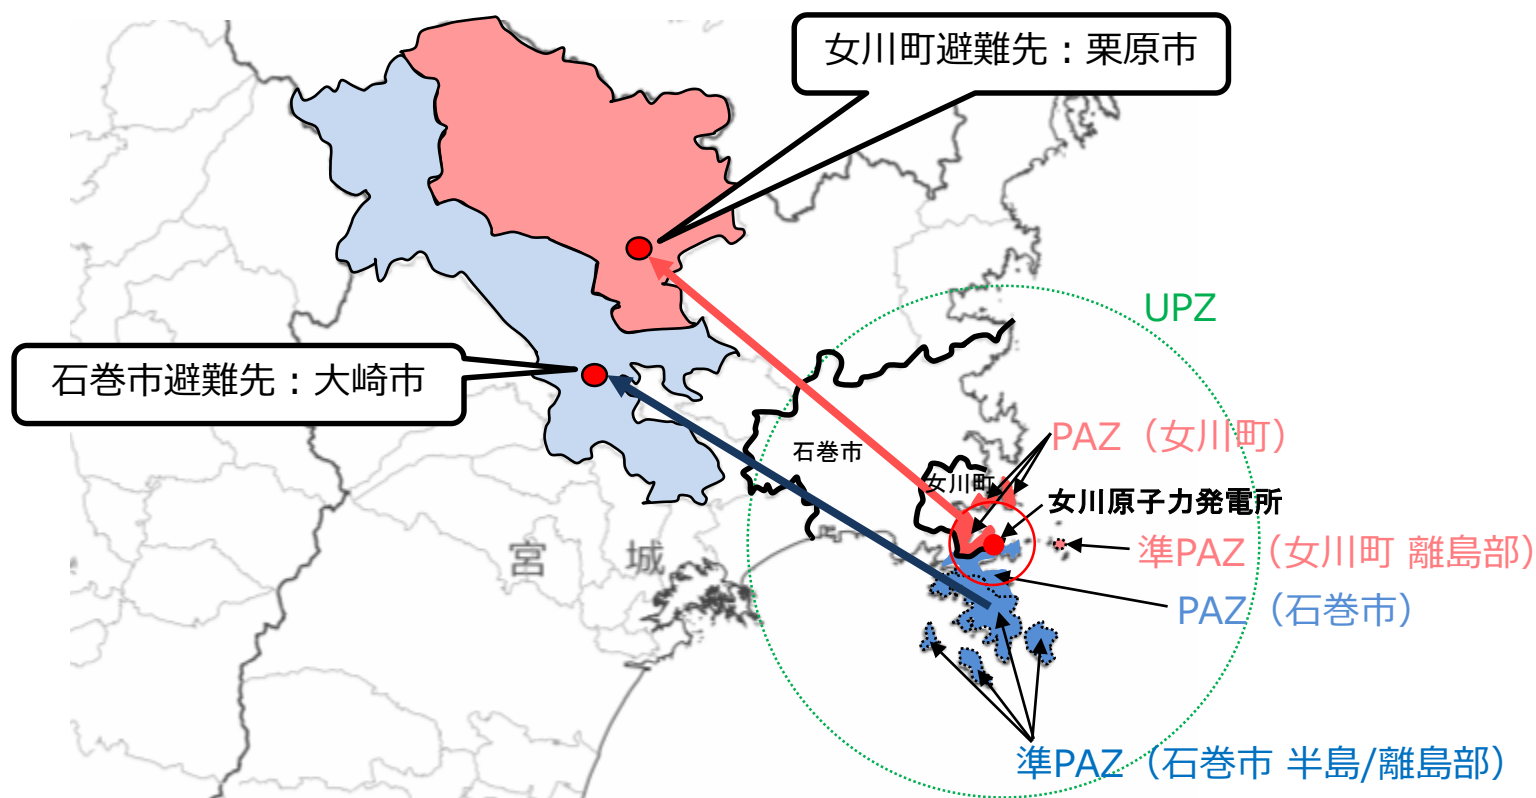 女川町避難先：栗原市
UPZ
石巻市避難先：大崎市
PAZ（女川町）
石巻市
女川町
女川原子力発電所
宮 城
準PAZ（女川町 離島部）
PAZ（石巻市）
準PAZ（石巻市 半島/離島部）